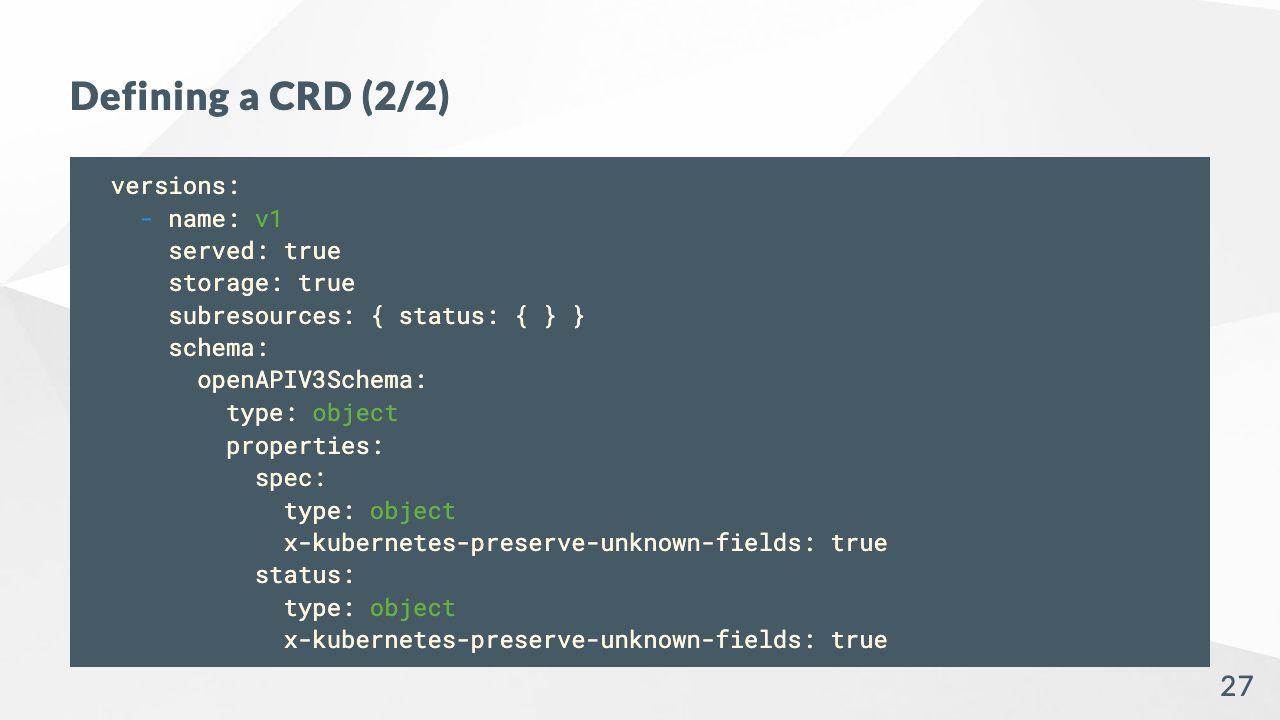 Defining a CRD (2/2)
versions:
  - name: v1
    served: true
    storage: true
    subresources: { status: { } }
    schema:
      openAPIV3Schema:
        type: object
        properties:
          spec:
            type: object
            x-kubernetes-preserve-unknown-fields: true
          status:
            type: object
            x-kubernetes-preserve-unknown-fields: true
27